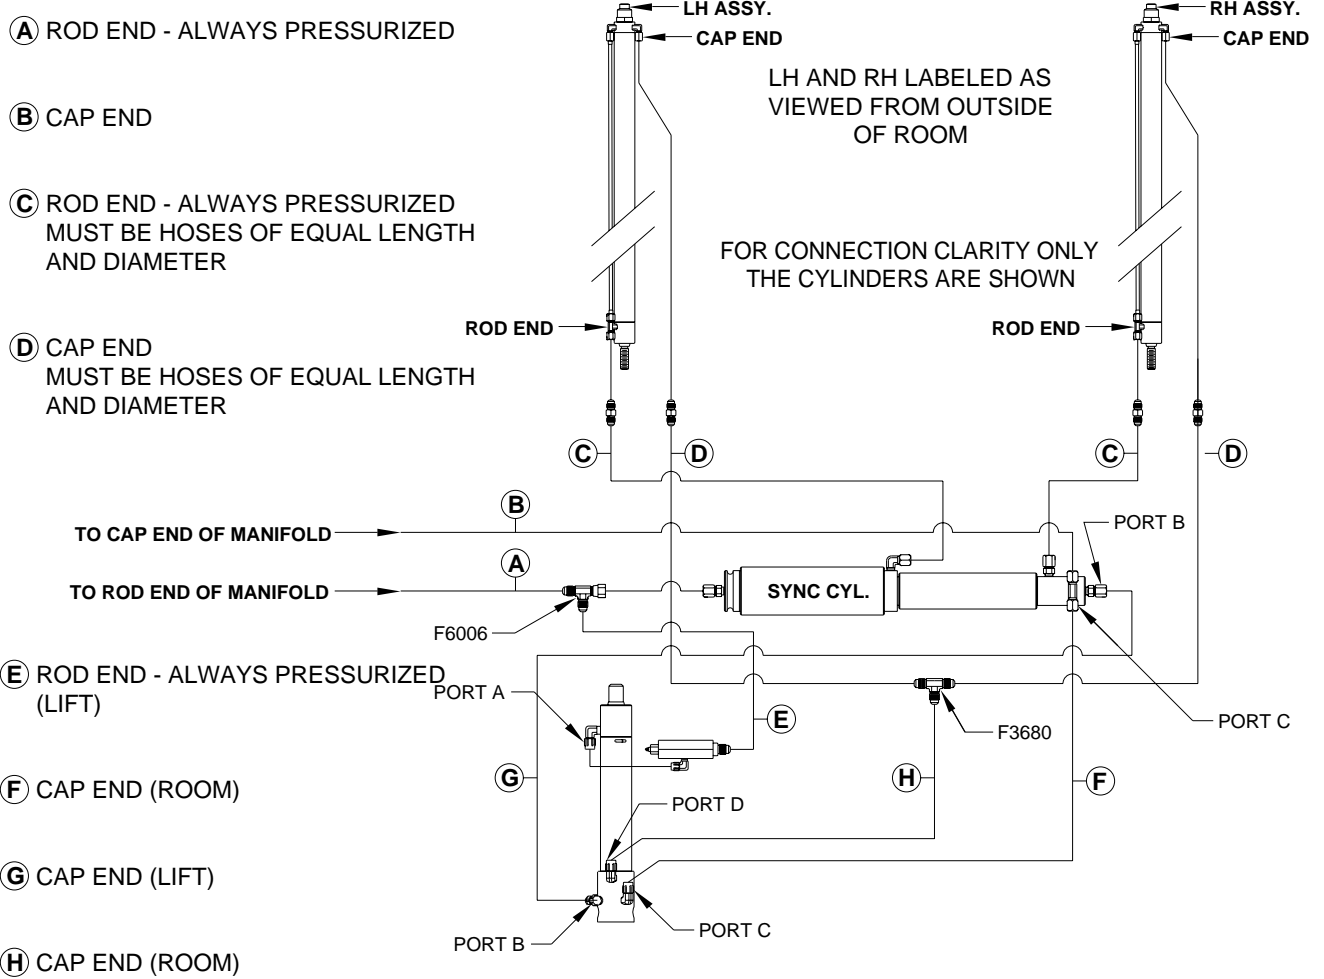 A ROD END - ALWAYS PRESSURIZED
B CAP END
C ROD END - ALWAYS PRESSURIZED
MUST BE HOSES OF EQUAL LENGTH
AND DIAMETER
D CAP END
MUST BE HOSES OF EQUAL LENGTH
AND DIAMETER
LH ASSY.
CAP END
RH ASSY.
CAP END
LH AND RH LABELED AS
VIEWED FROM OUTSIDE
OF ROOM
FOR CONNECTION CLARITY ONLY
THE CYLINDERS ARE SHOWN
ROD END
ROD END
C
D
C
D
B
TO CAP END OF MANIFOLD
PORT B
A
TO ROD END OF MANIFOLD
SYNC CYL.
F6006
E ROD END - ALWAYS PRESSURIZED
(LIFT)
PORT A
E
F3680
PORT C
F CAP END (ROOM)
G
H
F
PORT D
G CAP END (LIFT)
PORT C
PORT B
H CAP END (ROOM)